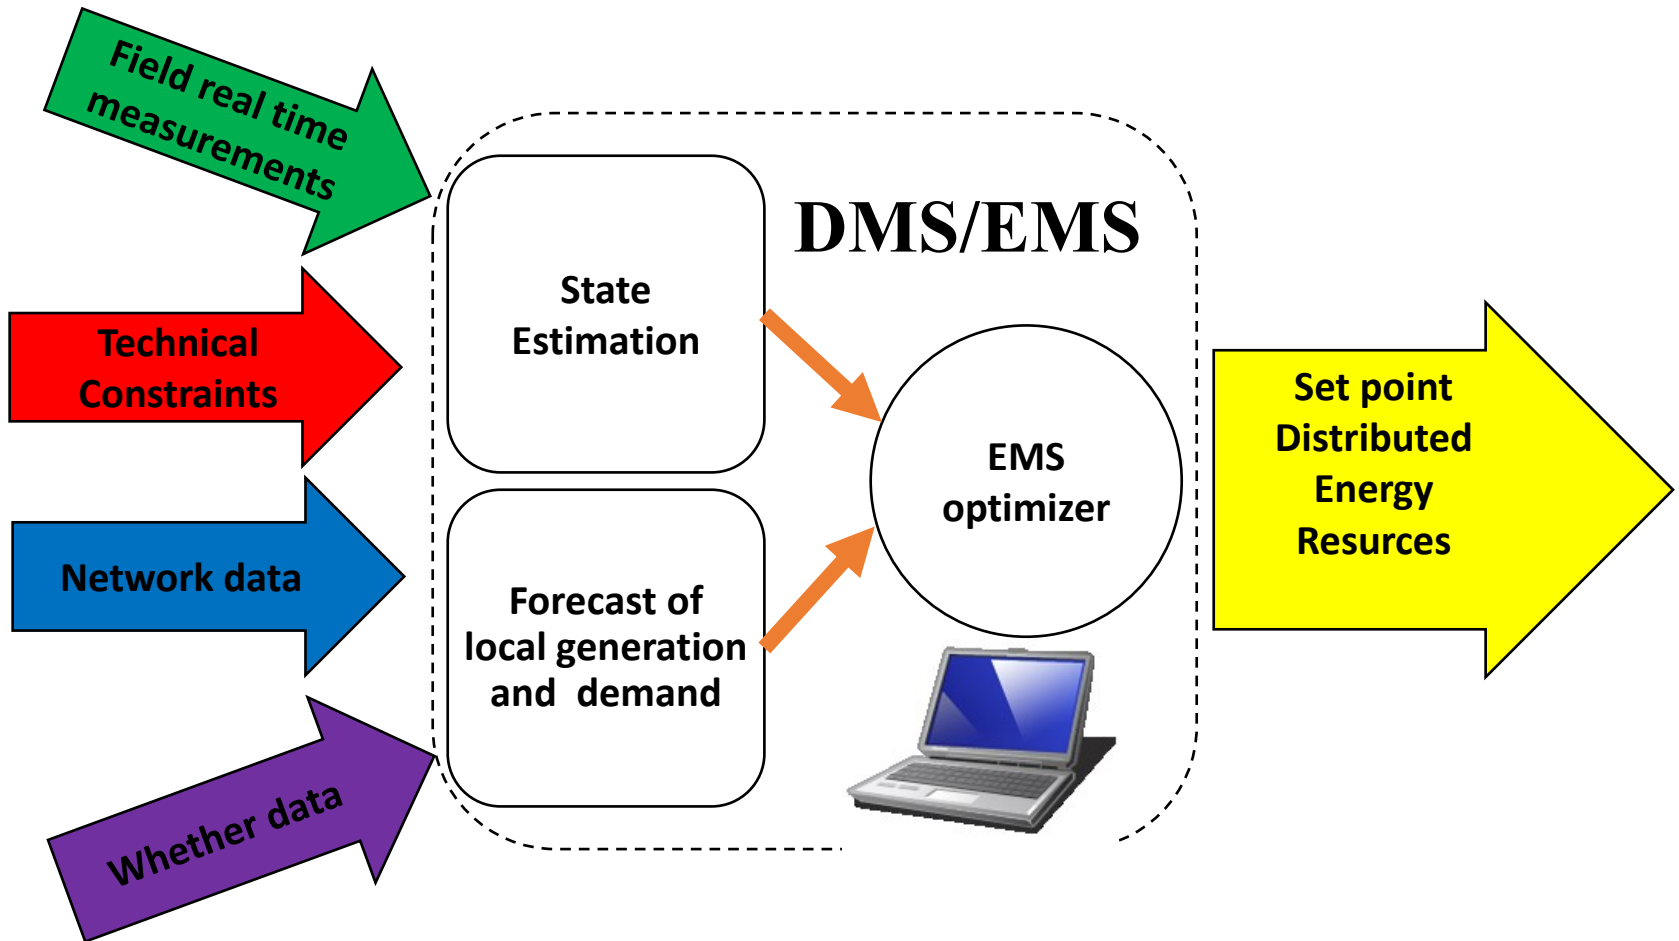 Field real time
measurements
Technical
Constraints
Network data
Whether data
DMS/EMS
State
Estimation
Forecast of
local generation
and  demand
EMS
optimizer
Set point
Distributed
Energy
Resurces